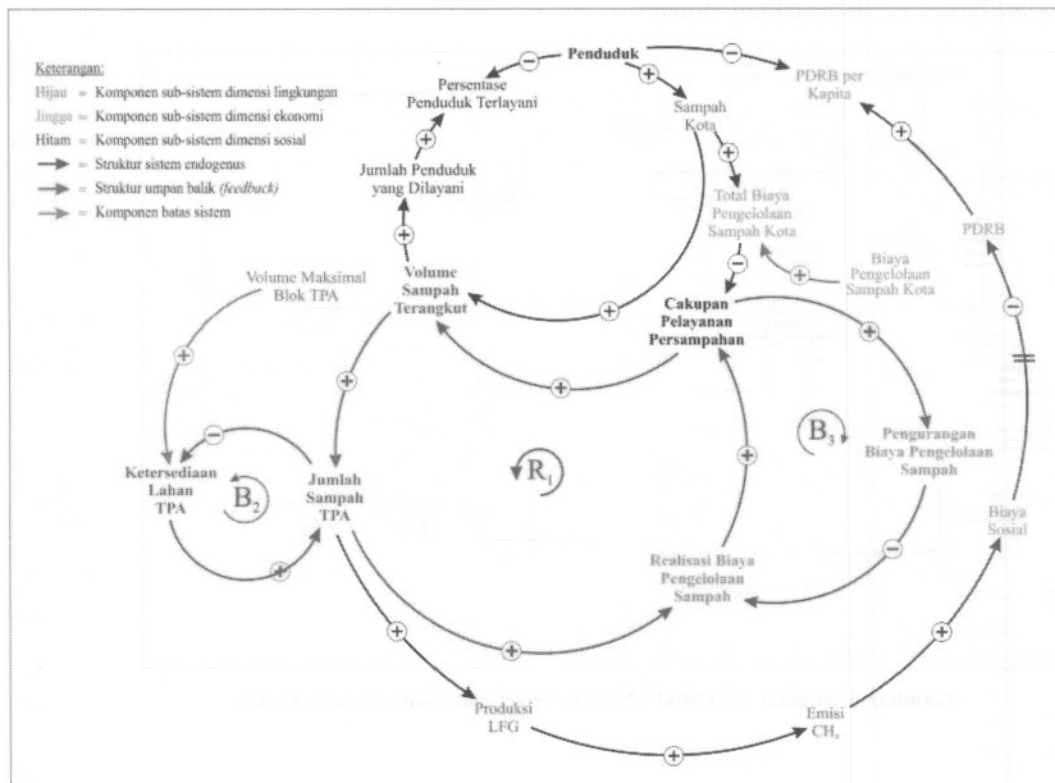 Keterangan:
Hijau = Komponen sub-sistem dimensi lingkungan
Jingga = Komponen sub-sistem dimensi ekonomi
Hitam = Komponen sub-sistem dimensi sosial
= Struktur sistem endogenus
= Struktur umpan balik (feedback)
= Komponen batas sistem
Penduduk
Persentase
Penduduk Terlayani
PDRB per
Kapita
Sampah
Kota
Jumlah Penduduk
yang Dilayani
Total Biaya
Pengelolaan
Sampah Kota
PDRB
Volume Maksimal
Blok TPA
Volume
Sampah
Terangkut
Biaya
Pengelolaan
Sampah Kota
Cakupan
Pelayanan
Persampahan
B3
Pengurangan
Biaya Pengelolaan
Sampah
Ketersediaan
Lahan
TPA
B2
Jumlah
Sampah
TPA
R1
Biaya
Sosial
Realisasi Biaya
Pengelolaan
Sampah
Produksi
LFG
Emisi
CH4